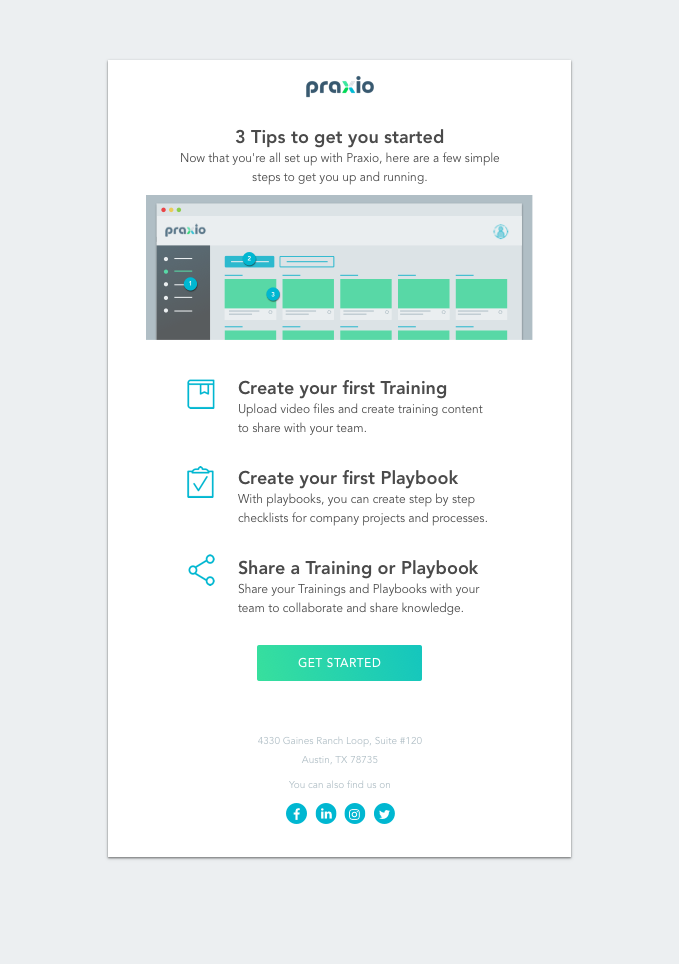 praxio
3 Tips to get you started
Now that you're all set up with Praxio, here are a few simple
steps to get you up and running.
praxio
2
1
3
Create your first Training
Upload video files and create training content
to share with your team.
Create your first Playbook
With playbooks, you can create step by step
checklists for company projects and processes.
Share a Training or Playbook
Share your Trainings and Playbooks with your
team to collaborate and share knowledge.
GET STARTED
4330 Gaines Ranch Loop, Suite #120
Austin, TX 78735
You can also find us on